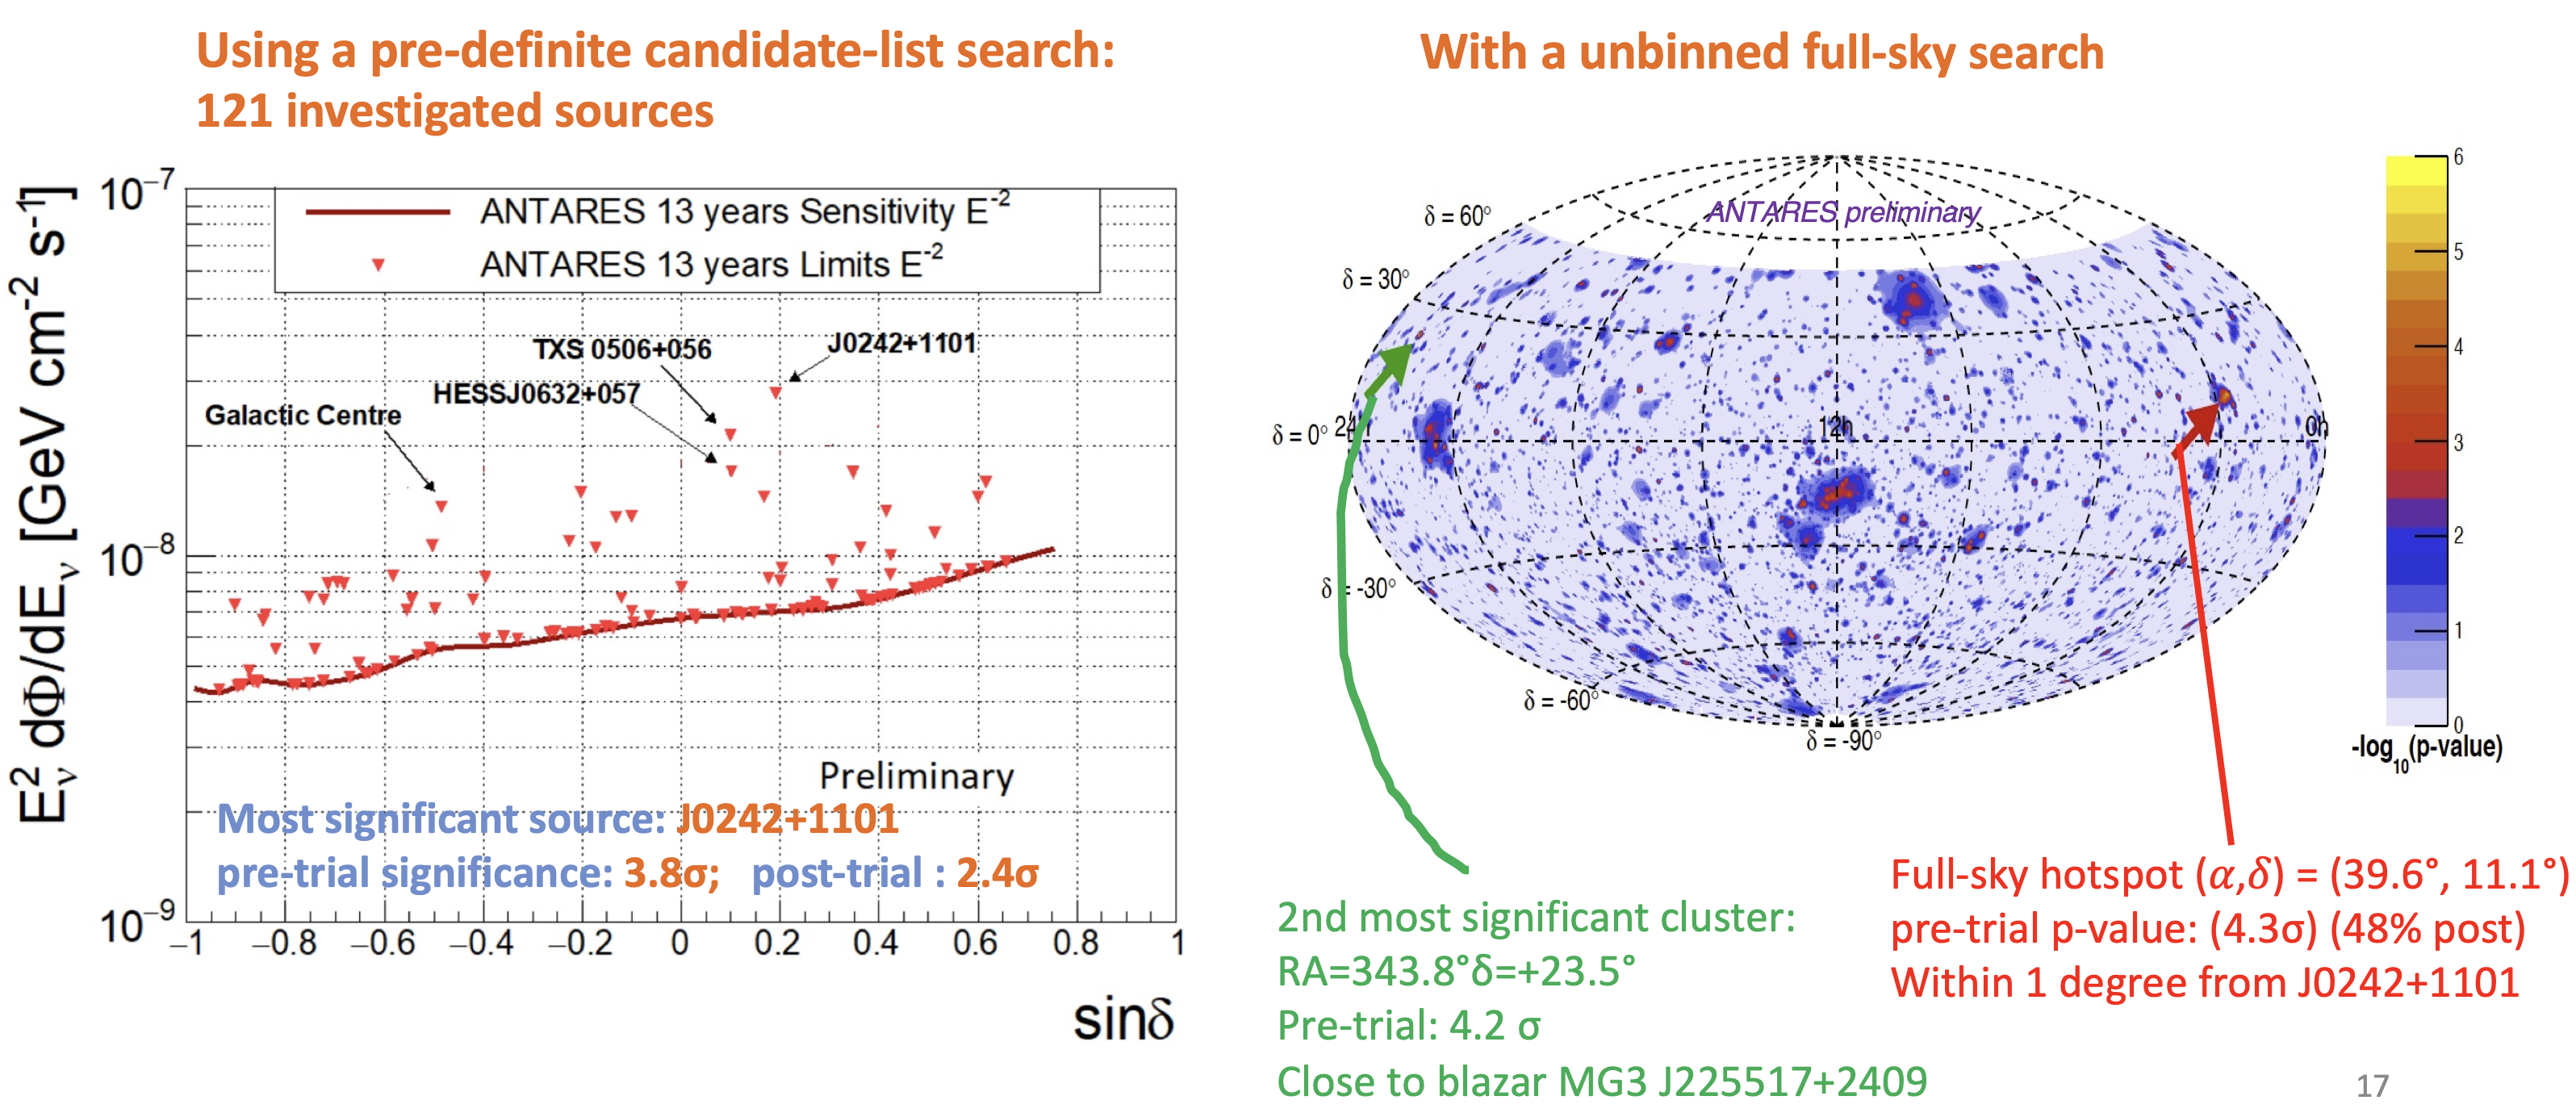 Using a pre-definite candidate-list search:
121 investigated sources
10⁻⁷
10⁻⁸
10⁻⁹
E²ν dΦ/dEν [GeV cm⁻² s⁻¹]
ANTARES 13 years Sensitivity E⁻²
ANTARES 13 years Limits E⁻²
TXS 0506+056
J0242+1101
HESSJ0632+057
Galactic Centre
Preliminary
Most significant source: J0242+1101
pre-trial significance: 3.8σ; post-trial : 2.4σ
−1 −0.8 −0.6 −0.4 −0.2 0 0.2 0.4 0.6 0.8 1
sinδ
With a unbinned full-sky search
ANTARES preliminary
δ = 60°
δ = 30°
δ = 0° 24h 12h 0h
δ = -30°
δ = -60°
δ = -90°
6
5
4
3
2
1
0
-log₁₀(p-value)
2nd most significant cluster:
RA=343.8°δ=+23.5°
Pre-trial: 4.2 σ
Close to blazar MG3 J225517+2409
Full-sky hotspot (α,δ) = (39.6°, 11.1°)
pre-trial p-value: (4.3σ) (48% post)
Within 1 degree from J0242+1101
17